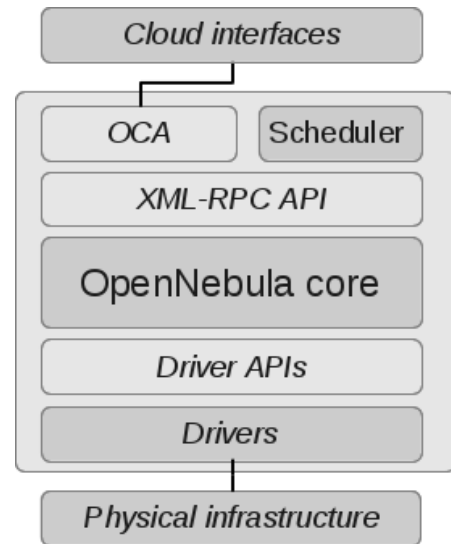 Cloud interfaces
OCA
Scheduler
XML-RPC API
OpenNebula core
Driver APIs
Drivers
Physical infrastructure